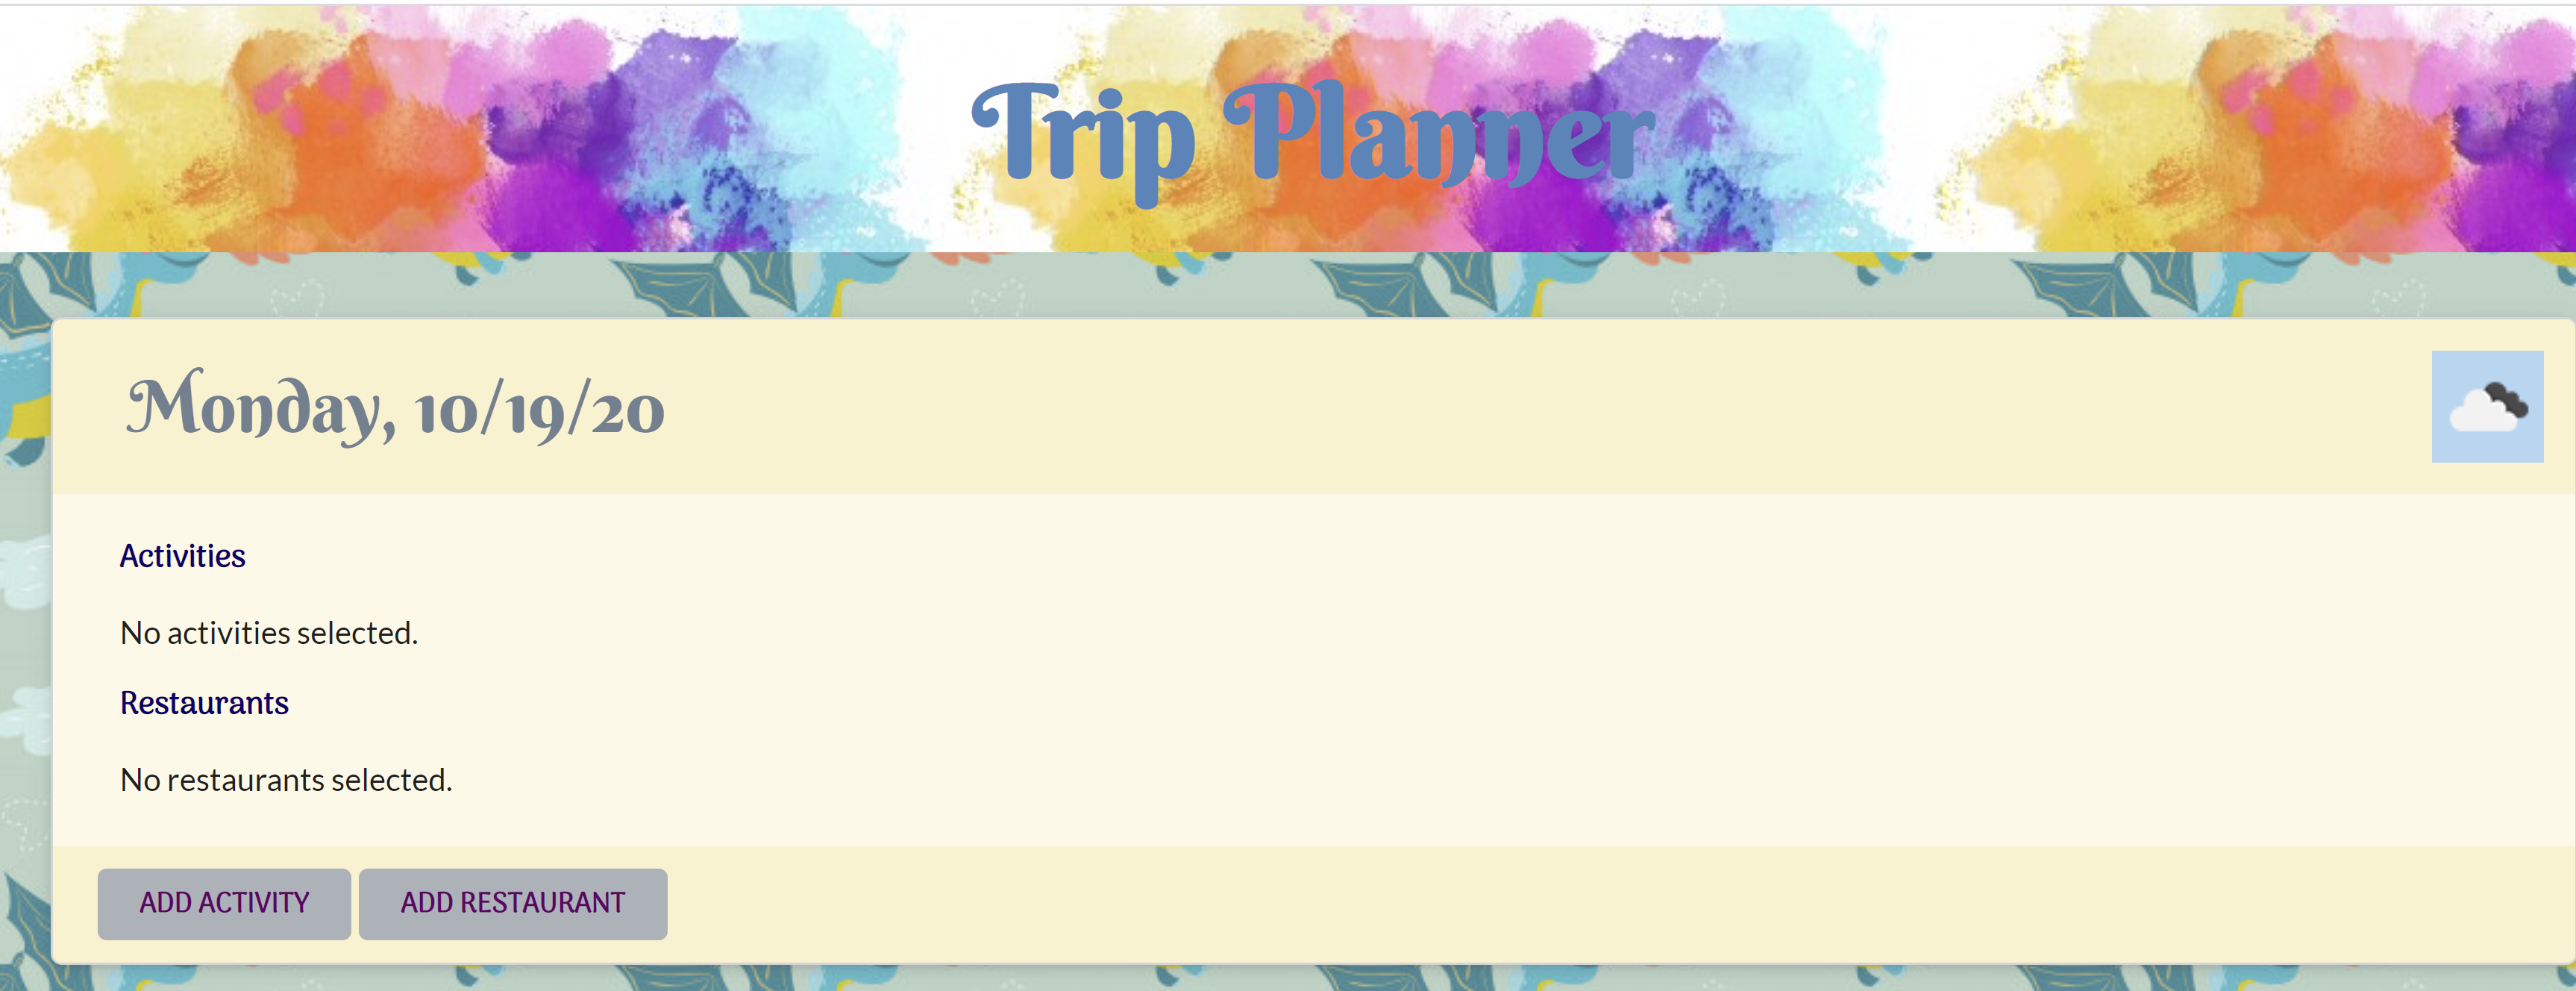 Trip Planner
Monday, 10/19/20
Activities
No activities selected.
Restaurants
No restaurants selected.
ADD ACTIVITY ADD RESTAURANT